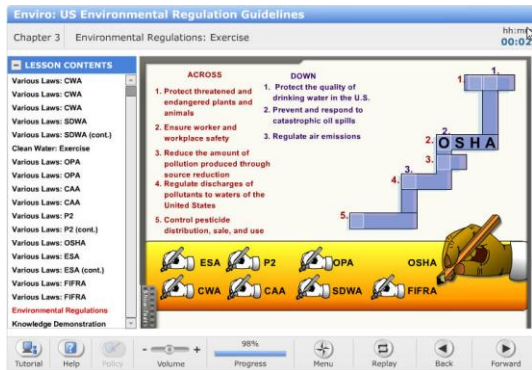 Enviro: US Environmental Regulation Guidelines
Chapter 3 Environmental Regulations: Exercise
hh:m
00:02
LESSON CONTENTS
Various Laws: CWA
Various Laws: CWA
Various Laws: CWA
Various Laws: SDWA
Various Laws: SDWA (cont.)
Clean Water: Exercise
Various Laws: OPA
Various Laws: OPA
Various Laws: CAA
Various Laws: CAA
Various Laws: P2
Various Laws: P2 (cont.)
Various Laws: OSHA
Various Laws: ESA
Various Laws: ESA (cont.)
Various Laws: FIFRA
Various Laws: FIFRA
Environmental Regulations
Knowledge Demonstration
ACROSS
1. Protect threatened and
endangered plants and
animals
2. Ensure worker and
workplace safety
3. Reduce the amount of
pollution produced through
source reduction
4. Regulate discharges of
pollutants to waters of the
United States
5. Control pesticide
distribution, sale, and use
DOWN
1. Protect the quality of
drinking water in the U.S.
2. Prevent and respond to
catastrophic oil spills
3. Regulate air emissions
1.
1.
2.
2. OSHA
3.
3.
4.
5.
ESA P2 OPA OSHA
CWA CAA SDWA FIFRA
98%
Tutorial Help Policy - + Volume Progress Menu Replay Back Forward